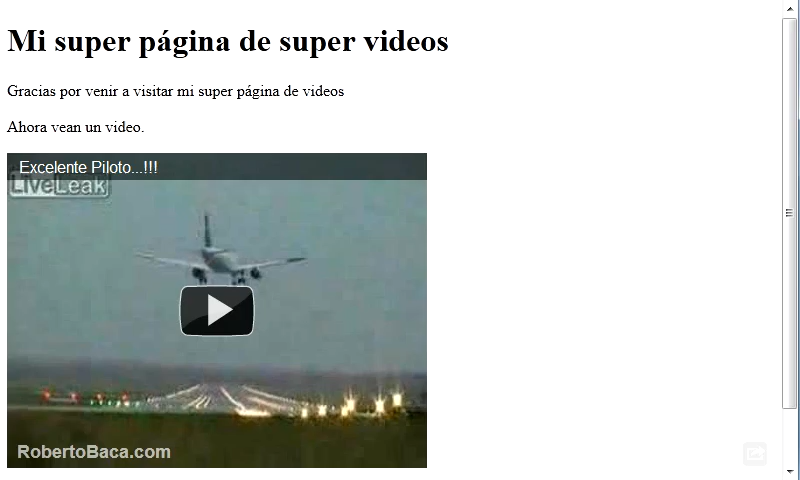 Mi super página de super videos
Gracias por venir a visitar mi super página de videos
Ahora vean un video.
Excelente Piloto...!!!
LiveLeak
RobertoBaca.com